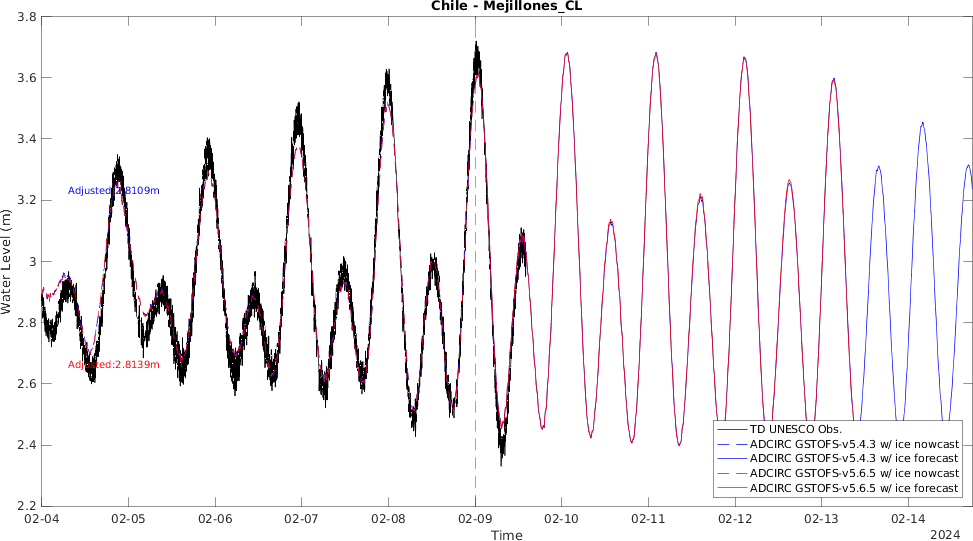 Chile - Mejillones_CL
3.8
3.6
3.4
3.2
3
2.8
2.6
2.4
2.2
Water Level (m)
Adjusted:2.8109m
Adjusted:2.8139m
TD UNESCO Obs.
ADCIRC GSTOFS-v5.4.3 w/ ice nowcast
ADCIRC GSTOFS-v5.4.3 w/ ice forecast
ADCIRC GSTOFS-v5.6.5 w/ ice nowcast
ADCIRC GSTOFS-v5.6.5 w/ ice forecast
02-04 02-05 02-06 02-07 02-08 02-09 02-10 02-11 02-12 02-13 02-14
Time
2024